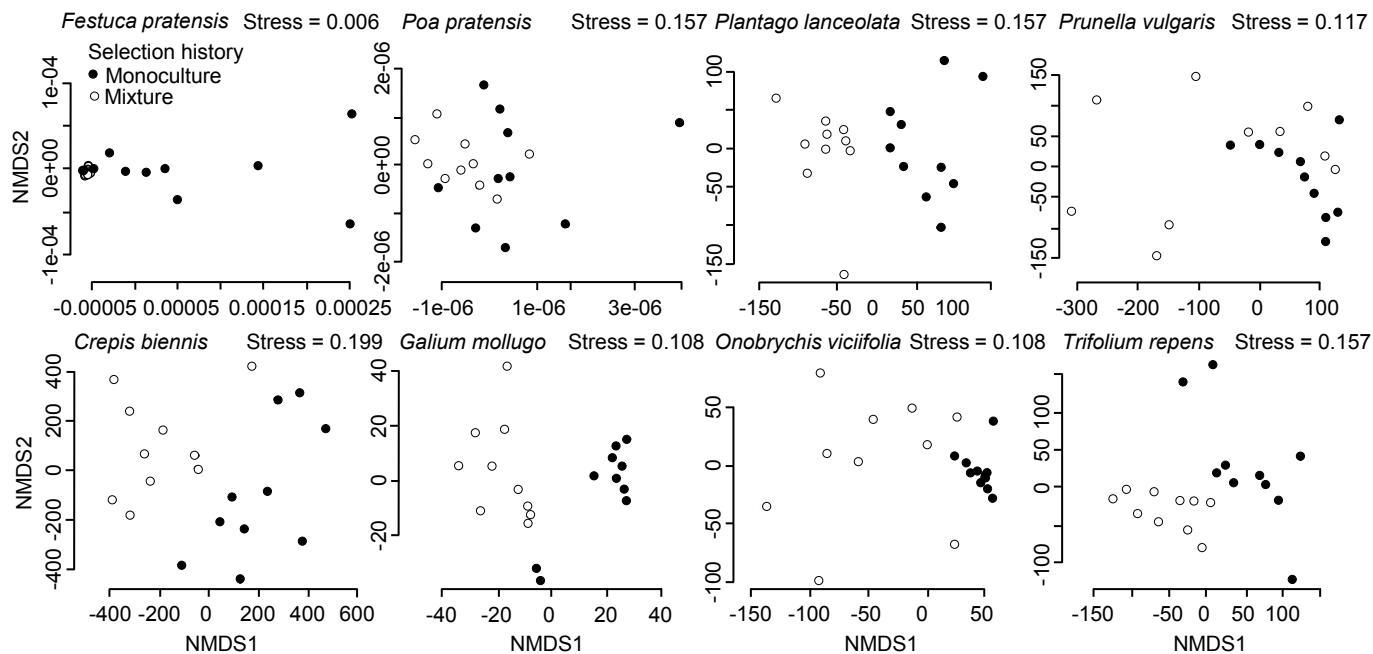 Festuca pratensis Stress = 0.006
Poa pratensis Stress = 0.157
Plantago lanceolata Stress = 0.157
Prunella vulgaris Stress = 0.117
Selection history
Monoculture
Mixture
NMDS2
1e-04
0e+00
-1e-04
-0.00005 0.00005 0.00015 0.00025
2e-06
0e+00
-2e-06
-1e-06 1e-06 3e-06
100
50
0
-50
-150
-150 -50 0 50 100
150
50
0
-50
-150
-300 -200 -100 0 100
Crepis biennis Stress = 0.199
Galium mollugo Stress = 0.108
Onobrychis viciifolia Stress = 0.108
Trifolium repens Stress = 0.157
NMDS2
400
200
0
-200
-400
-400 -200 0 200 400 600
NMDS1
40
20
0
-20
-40 -20 0 20 40
NMDS1
50
0
-50
-100
-150 -100 -50 0 50
NMDS1
150
100
50
0
-100
-100 -50 0 50 100
NMDS1